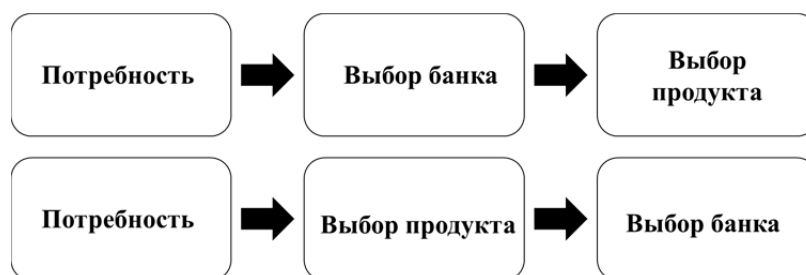 Потребность
Выбор банка
Выбор
продукта
Потребность
Выбор продукта
Выбор банка